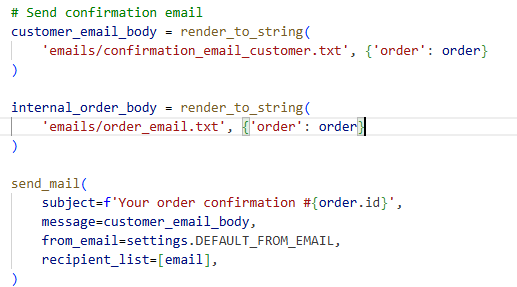 # Send confirmation email
customer_email_body = render_to_string(
    'emails/confirmation_email_customer.txt', {'order': order}
)

internal_order_body = render_to_string(
    'emails/order_email.txt', {'order': order}
)

send_mail(
    subject=f'Your order confirmation #{order.id}',
    message=customer_email_body,
    from_email=settings.DEFAULT_FROM_EMAIL,
    recipient_list=[email],
)